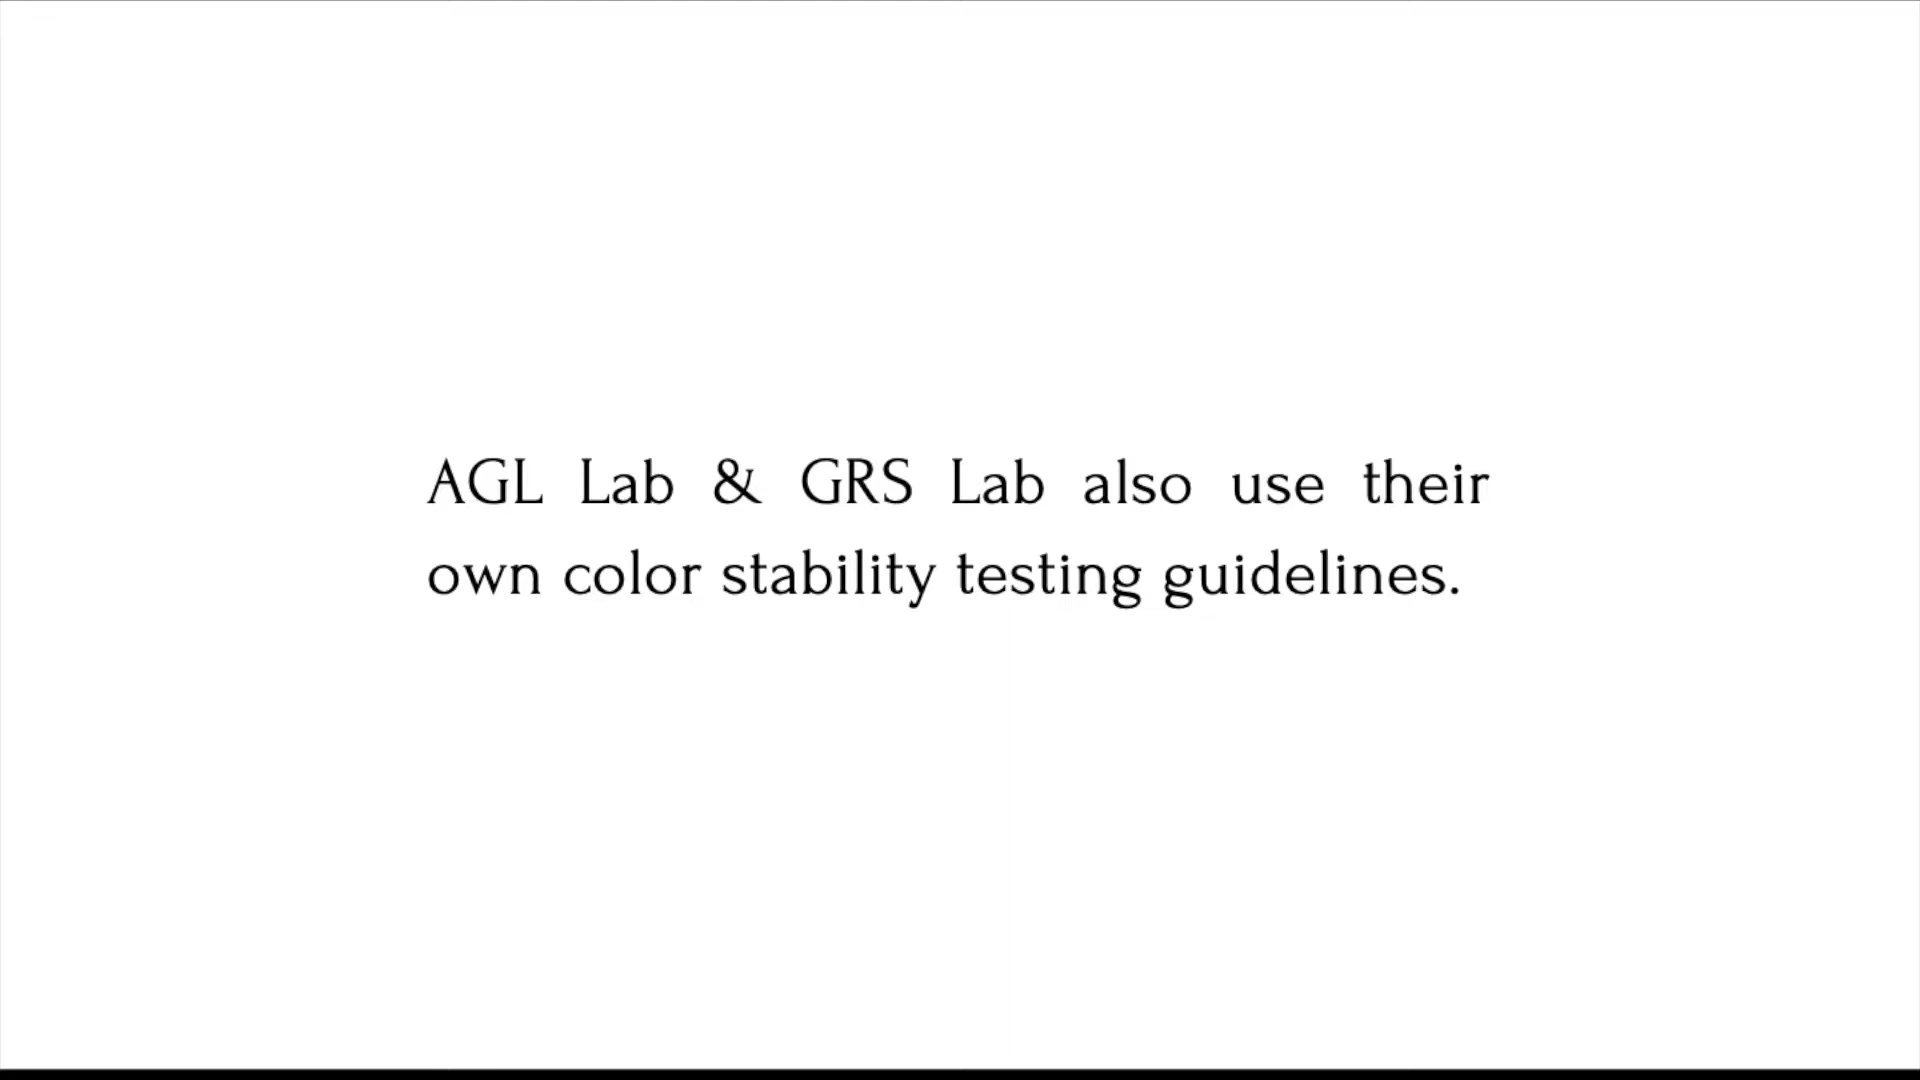 AGL Lab & GRS Lab also use their
own color stability testing guidelines.